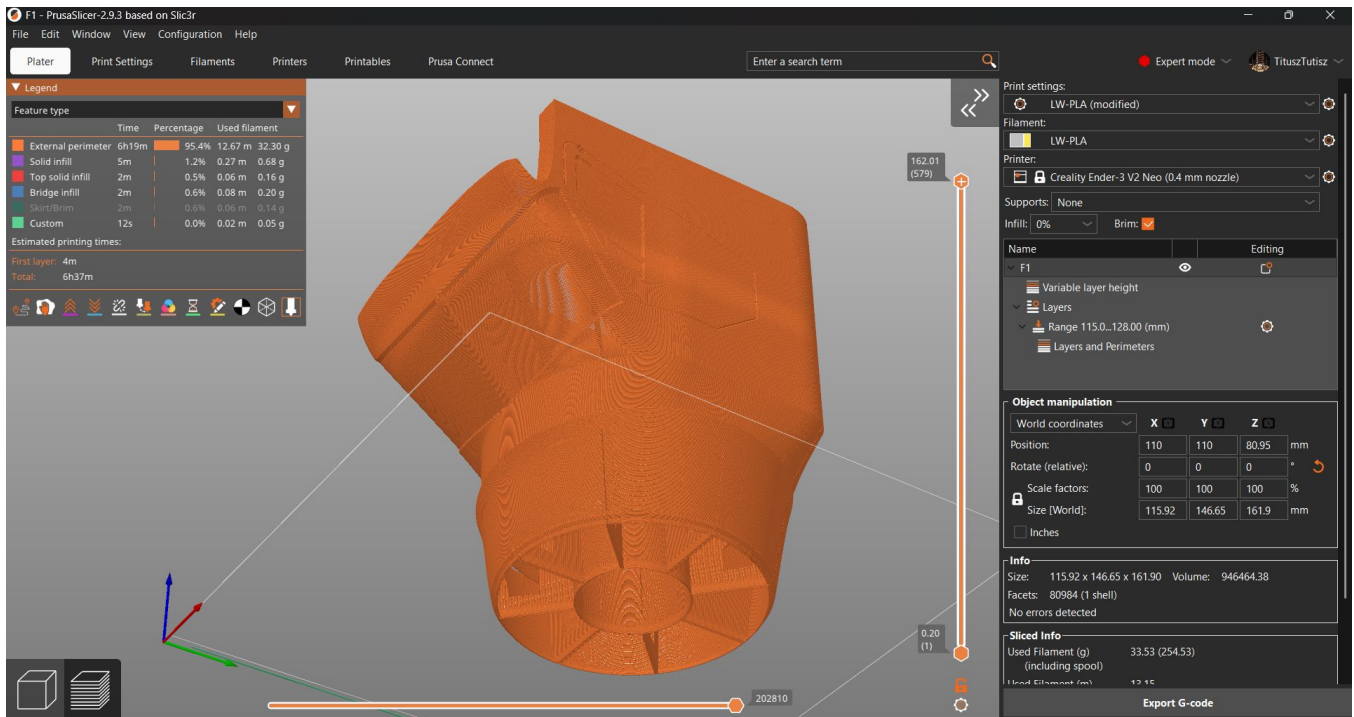 F1 - PrusaSlicer-2.9.3 based on Slic3r
File Edit Window View Configuration Help
Plater Print Settings Filaments Printers Printables Prusa Connect Enter a search term Expert mode TituszTutisz
Legend
Feature type
Time Percentage Used filament
External perimeter 6h19m 95.4% 12.67 m 32.30 g
Solid infill 5m 1.2% 0.27 m 0.68 g
Top solid infill 2m 0.5% 0.06 m 0.16 g
Bridge infill 2m 0.6% 0.08 m 0.20 g
Skirt/Brim 2m 0.6% 0.06 m 0.14 g
Custom 12s 0.0% 0.02 m 0.05 g
Estimated printing times:
First layer: 4m
Total: 6h37m
162.01
(579)
0.20
(1)
202810
Print settings:
LW-PLA (modified)
Filament:
LW-PLA
Printer:
Creality Ender-3 V2 Neo (0.4 mm nozzle)
Supports: None
Infill: 0% Brim:
Name Editing
F1
Variable layer height
Layers
Range 115.0...128.00 (mm)
Layers and Perimeters
Object manipulation
World coordinates X Y Z
Position: 110 110 80.95 mm
Rotate (relative): 0 0 0 °
Scale factors: 100 100 100 %
Size [World]: 115.92 146.65 161.9 mm
Inches
Info
Size: 115.92 x 146.65 x 161.90 Volume: 946464.38
Facets: 80984 (1 shell)
No errors detected
Sliced Info
Used Filament (g) 33.53 (254.53)
(including spool)
Used Filament (m) 13.15
Export G-code